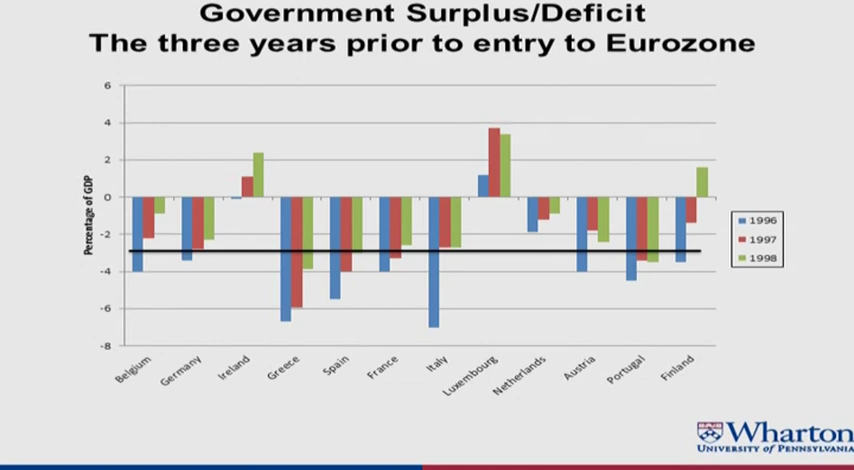 Government Surplus/Deficit
The three years prior to entry to Eurozone
Percentage of GDP
6
4
2
0
-2
-4
-6
-8
Belgium
Germany
Ireland
Greece
Spain
France
Italy
Luxembourg
Netherlands
Austria
Portugal
Finland
1996
1997
1998
Wharton
UNIVERSITY OF PENNSYLVANIA